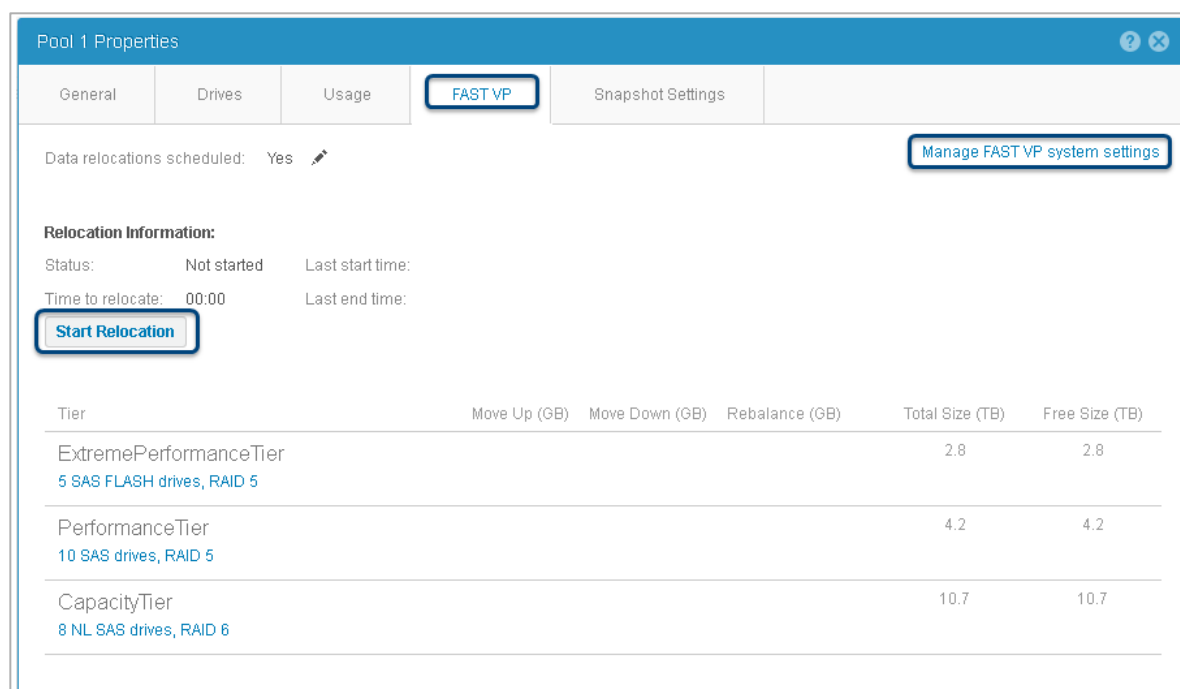 Pool 1 Properties
General Drives Usage FAST VP Snapshot Settings
Data relocations scheduled: Yes Manage FAST VP system settings
Relocation Information:
Status: Not started Last start time:
Time to relocate: 00:00 Last end time:
Start Relocation
Tier Move Up (GB) Move Down (GB) Rebalance (GB) Total Size (TB) Free Size (TB)
ExtremePerformanceTier 2.8 2.8
5 SAS FLASH drives, RAID 5
PerformanceTier 4.2 4.2
10 SAS drives, RAID 5
CapacityTier 10.7 10.7
8 NL SAS drives, RAID 6